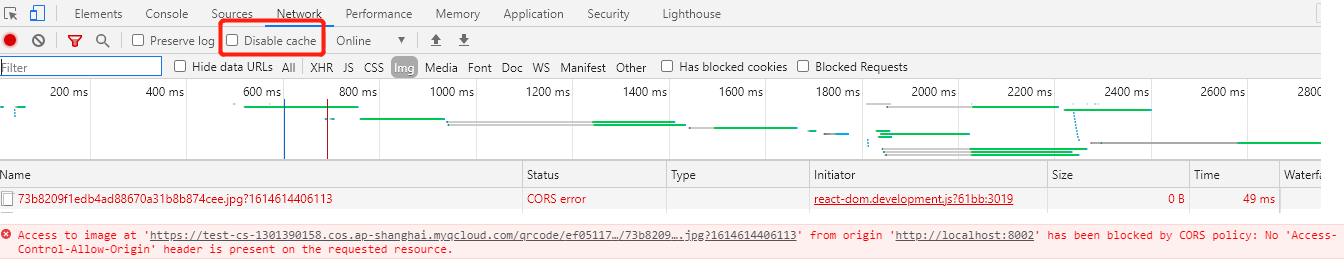 Elements Console Sources Network Performance Memory Application Security Lighthouse
Preserve log Disable cache Online ▼
Filter Hide data URLs All XHR JS CSS Img Media Font Doc WS Manifest Other Has blocked cookies Blocked Requests
200 ms 400 ms 600 ms 800 ms 1000 ms 1200 ms 1400 ms 1600 ms 1800 ms 2000 ms 2200 ms 2400 ms 2600 ms 2800
Name Status Type Initiator Size Time Waterfa
73b8209f1edb4ad88670a31b8b874cee.jpg?1614614406113 CORS error react-dom.development.js?61bb:3019 0 B 49 ms
Access to image at 'https://test-cs-1301390158.cos.ap-shanghai.myqcloud.com/qrcode/ef05117…/73b8209….jpg?1614614406113' from origin 'http://localhost:8002' has been blocked by CORS policy: No 'Access-
Control-Allow-Origin' header is present on the requested resource.